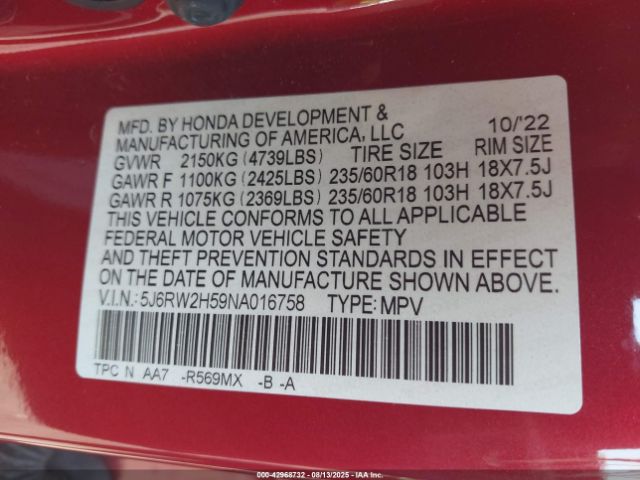 MFD. BY HONDA DEVELOPMENT & 10/'22
MANUFACTURING OF AMERICA, LLC RIM SIZE
GVWR 2150KG (4739LBS) TIRE SIZE
GAWR F 1100KG (2425LBS) 235/60R18 103H 18X7.5J
GAWR R 1075KG (2369LBS) 235/60R18 103H 18X7.5J
THIS VEHICLE CONFORMS TO ALL APPLICABLE
FEDERAL MOTOR VEHICLE SAFETY
AND THEFT PREVENTION STANDARDS IN EFFECT
ON THE DATE OF MANUFACTURE SHOWN ABOVE.
V.I.N.: 5J6RW2H59NA016758 TYPE: MPV
TPC N AA7 -R569MX -B -A
000-42968732 - 08/13/2025 - IAAI, Inc.